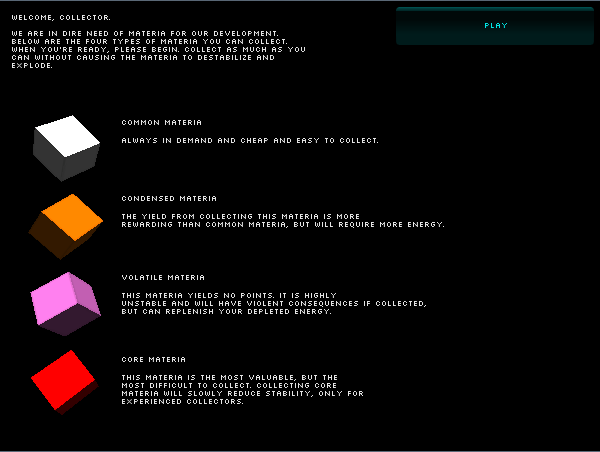 WELCOME, COLLECTOR.
PLAY
WE ARE IN DIRE NEED OF MATERIA FOR OUR DEVELOPMENT.
BELOW ARE THE FOUR TYPES OF MATERIA YOU CAN COLLECT.
WHEN YOU'RE READY, PLEASE BEGIN. COLLECT AS MUCH AS YOU
CAN WITHOUT CAUSING THE MATERIA TO DESTABILIZE AND
EXPLODE.
COMMON MATERIA
ALWAYS IN DEMAND AND CHEAP AND EASY TO COLLECT.
CONDENSED MATERIA
THE YIELD FROM COLLECTING THIS MATERIA IS MORE
REWARDING THAN COMMON MATERIA, BUT WILL REQUIRE MORE ENERGY.
VOLATILE MATERIA
THIS MATERIA YIELDS NO POINTS. IT IS HIGHLY
UNSTABLE AND WILL HAVE VIOLENT CONSEQUENCES IF COLLECTED,
BUT CAN REPLENISH YOUR DEPLETED ENERGY.
CORE MATERIA
THIS MATERIA IS THE MOST VALUABLE, BUT THE
MOST DIFFICULT TO COLLECT. COLLECTING CORE
MATERIA WILL SLOWLY REDUCE STABILITY, ONLY FOR
EXPERIENCED COLLECTORS.